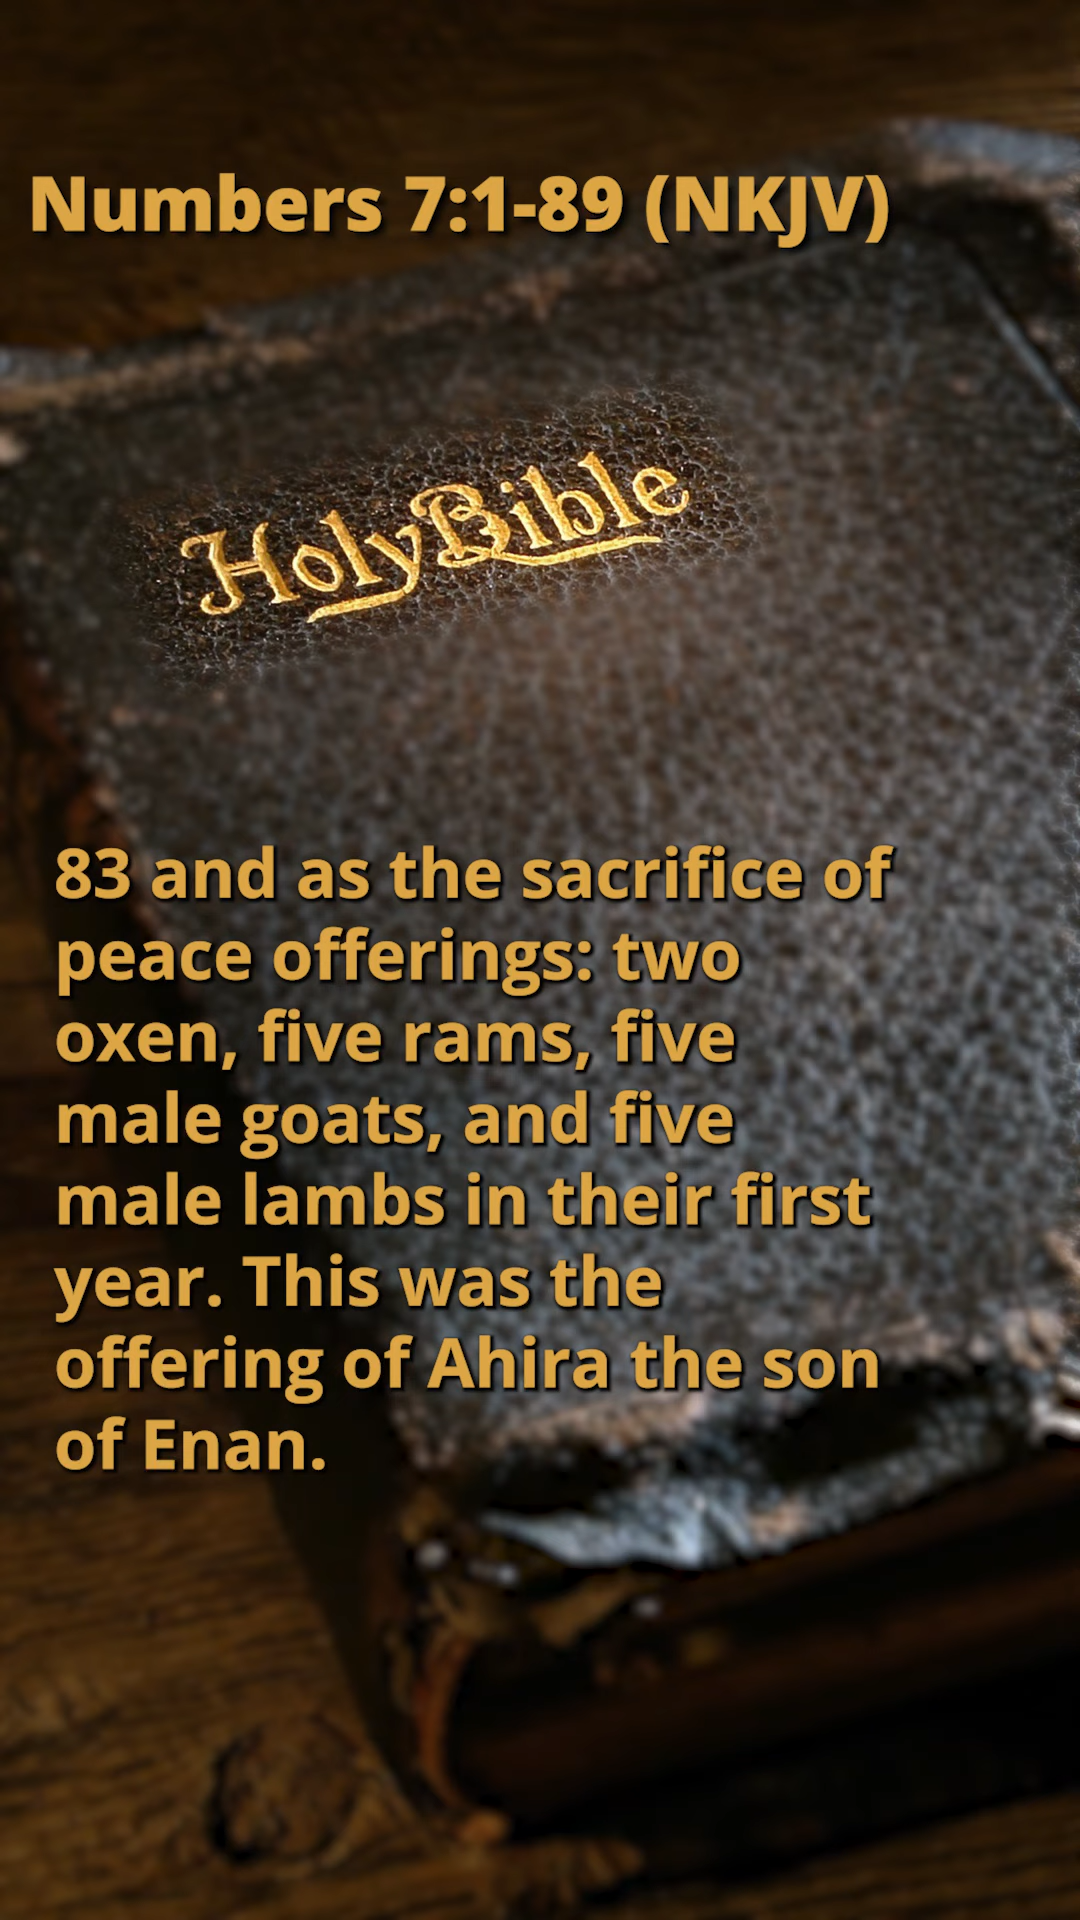 Numbers 7:1-89 (NKJV)
Holy Bible
83 and as the sacrifice of
peace offerings: two
oxen, five rams, five
male goats, and five
male lambs in their first
year. This was the
offering of Ahira the son
of Enan.